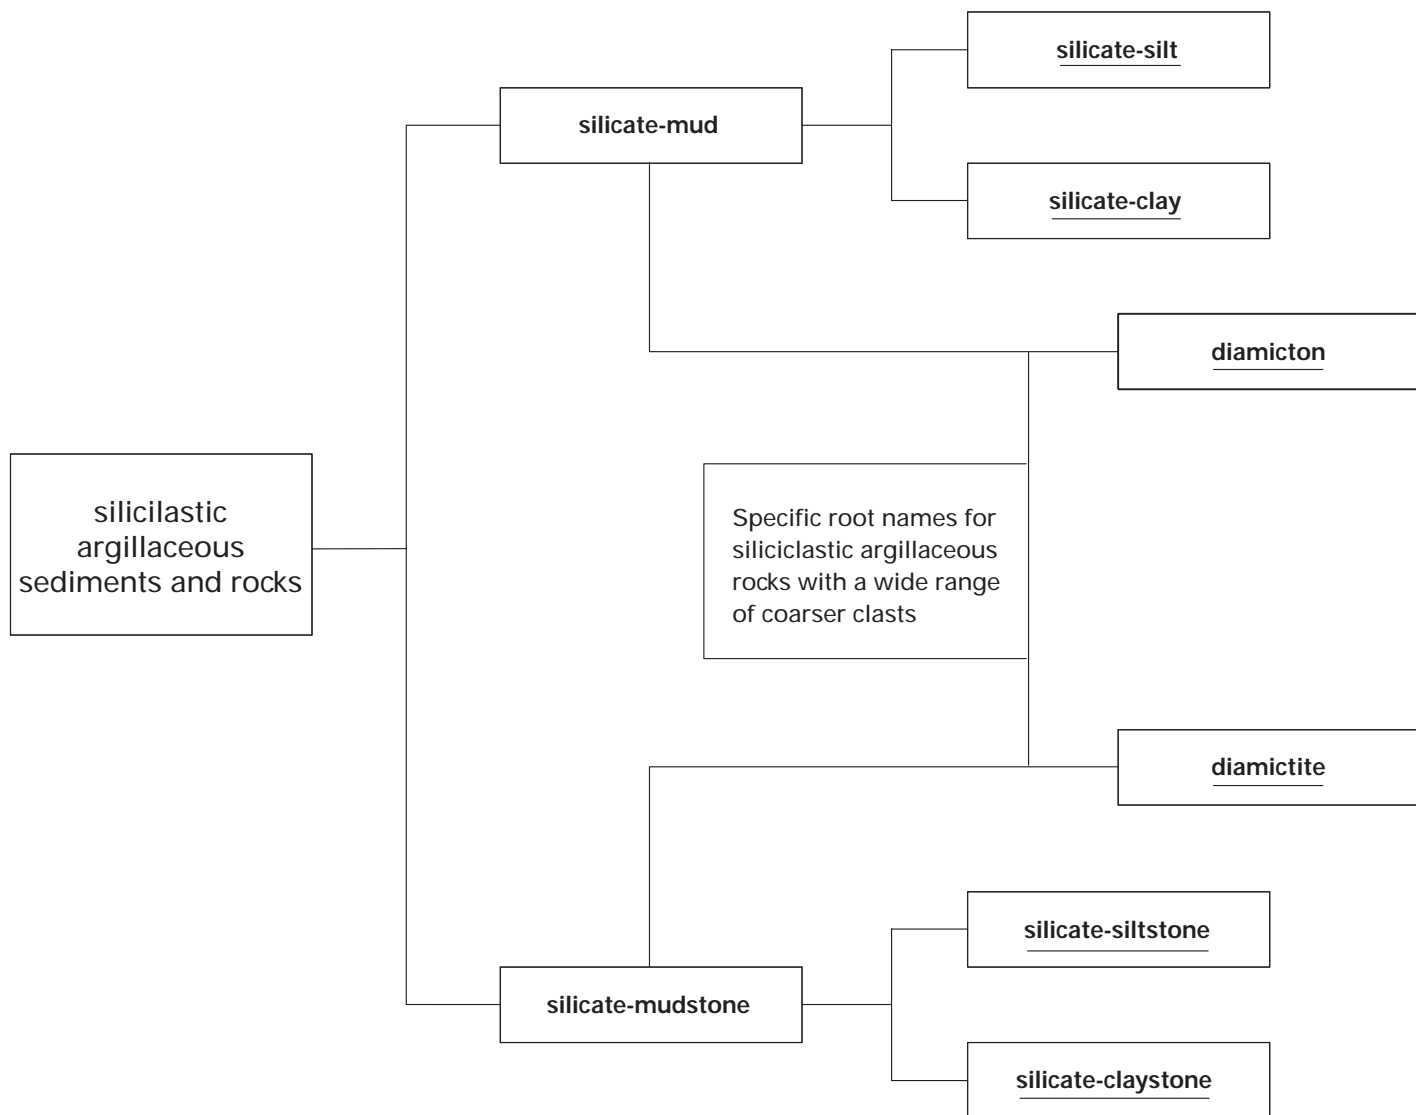 silicate-silt
silicate-mud
silicate-clay
diamicton
silicilastic
argillaceous
sediments and rocks
Specific root names for
siliciclastic argillaceous
rocks with a wide range
of coarser clasts
diamictite
silicate-siltstone
silicate-mudstone
silicate-claystone